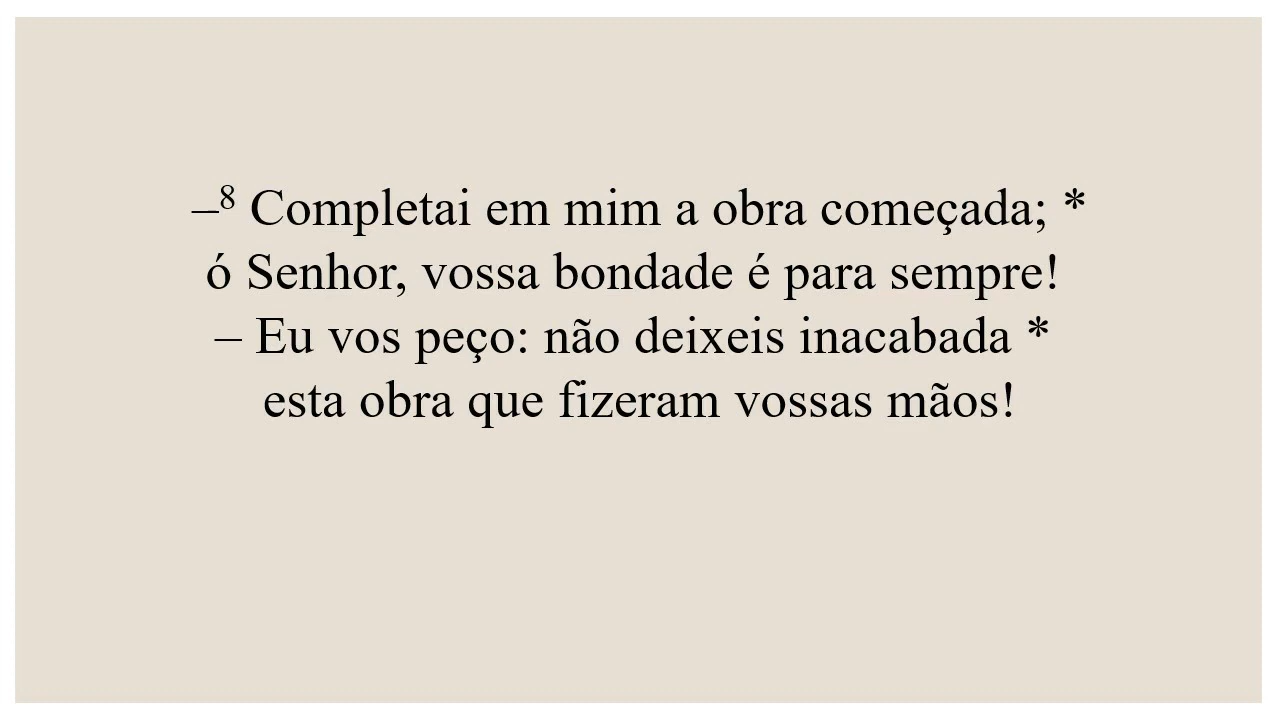 –⁸ Completai em mim a obra começada; *
ó Senhor, vossa bondade é para sempre!
– Eu vos peço: não deixeis inacabada *
esta obra que fizeram vossas mãos!